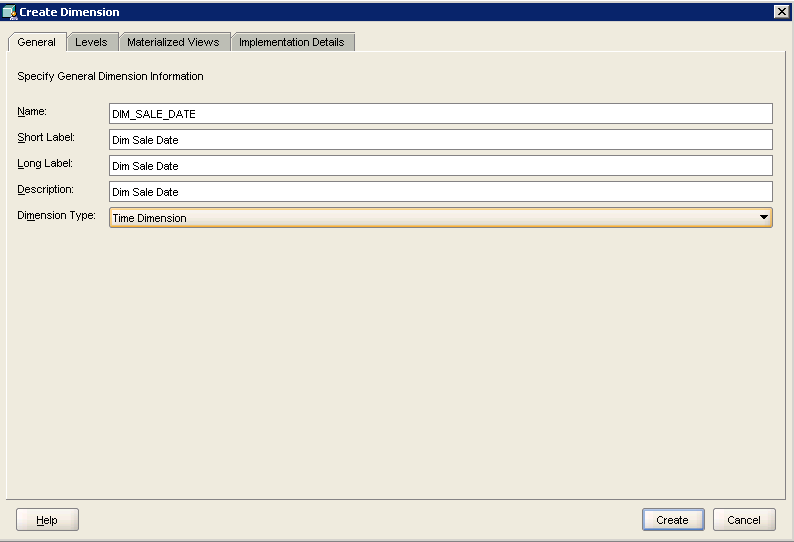 Create Dimension
General Levels Materialized Views Implementation Details
Specify General Dimension Information
Name: DIM_SALE_DATE
Short Label: Dim Sale Date
Long Label: Dim Sale Date
Description: Dim Sale Date
Dimension Type: Time Dimension
Help Create Cancel